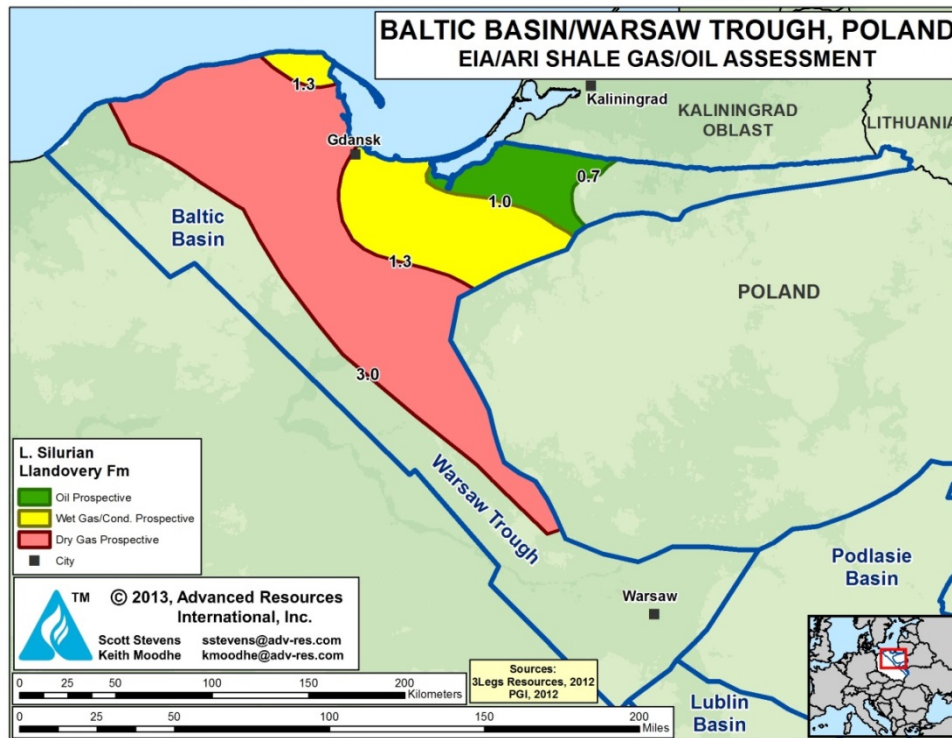 BALTIC BASIN/WARSAW TROUGH, POLAND
EIA/ARI SHALE GAS/OIL ASSESSMENT
1.3
Kaliningrad
KALININGRAD
OBLAST
LITHUANIA
Gdansk
0.7
1.0
Baltic
Basin
1.3
POLAND
3.0
L. Silurian
Llandovery Fm
Oil Prospective
Wet Gas/Cond. Prospective
Dry Gas Prospective
City
Warsaw Trough
Podlasie
Basin
Warsaw
TM
© 2013, Advanced Resources
International, Inc.
Scott Stevens sstevens@adv-res.com
Keith Moodhe kmoodhe@adv-res.com
Sources:
3Legs Resources, 2012
PGI, 2012
Lublin
Basin
0 50 100 150 200
Kilometers
0 25 50 100 150 200
Miles